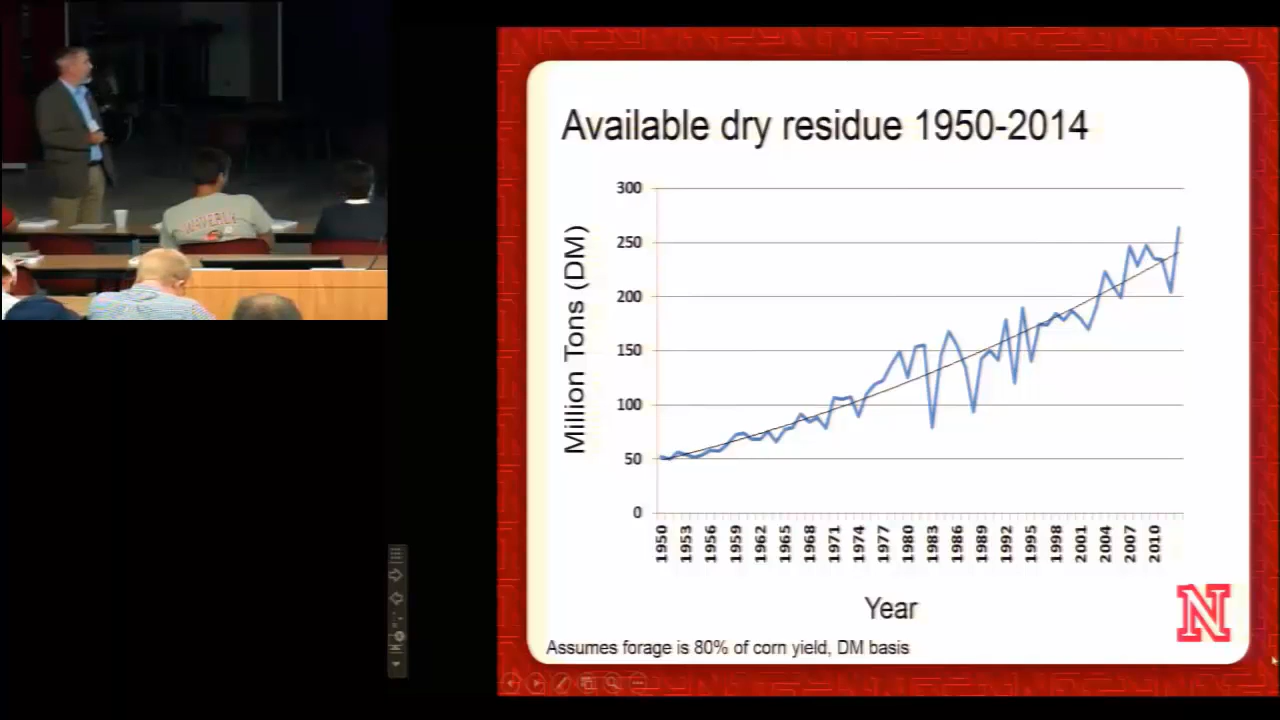 WAVERLY
Available dry residue 1950-2014
Million Tons (DM)
300
250
200
150
100
50
0
1950 1953 1956 1959 1962 1965 1968 1971 1974 1977 1980 1983 1986 1989 1992 1995 1998 2001 2004 2007 2010
Year
N
Assumes forage is 80% of corn yield, DM basis